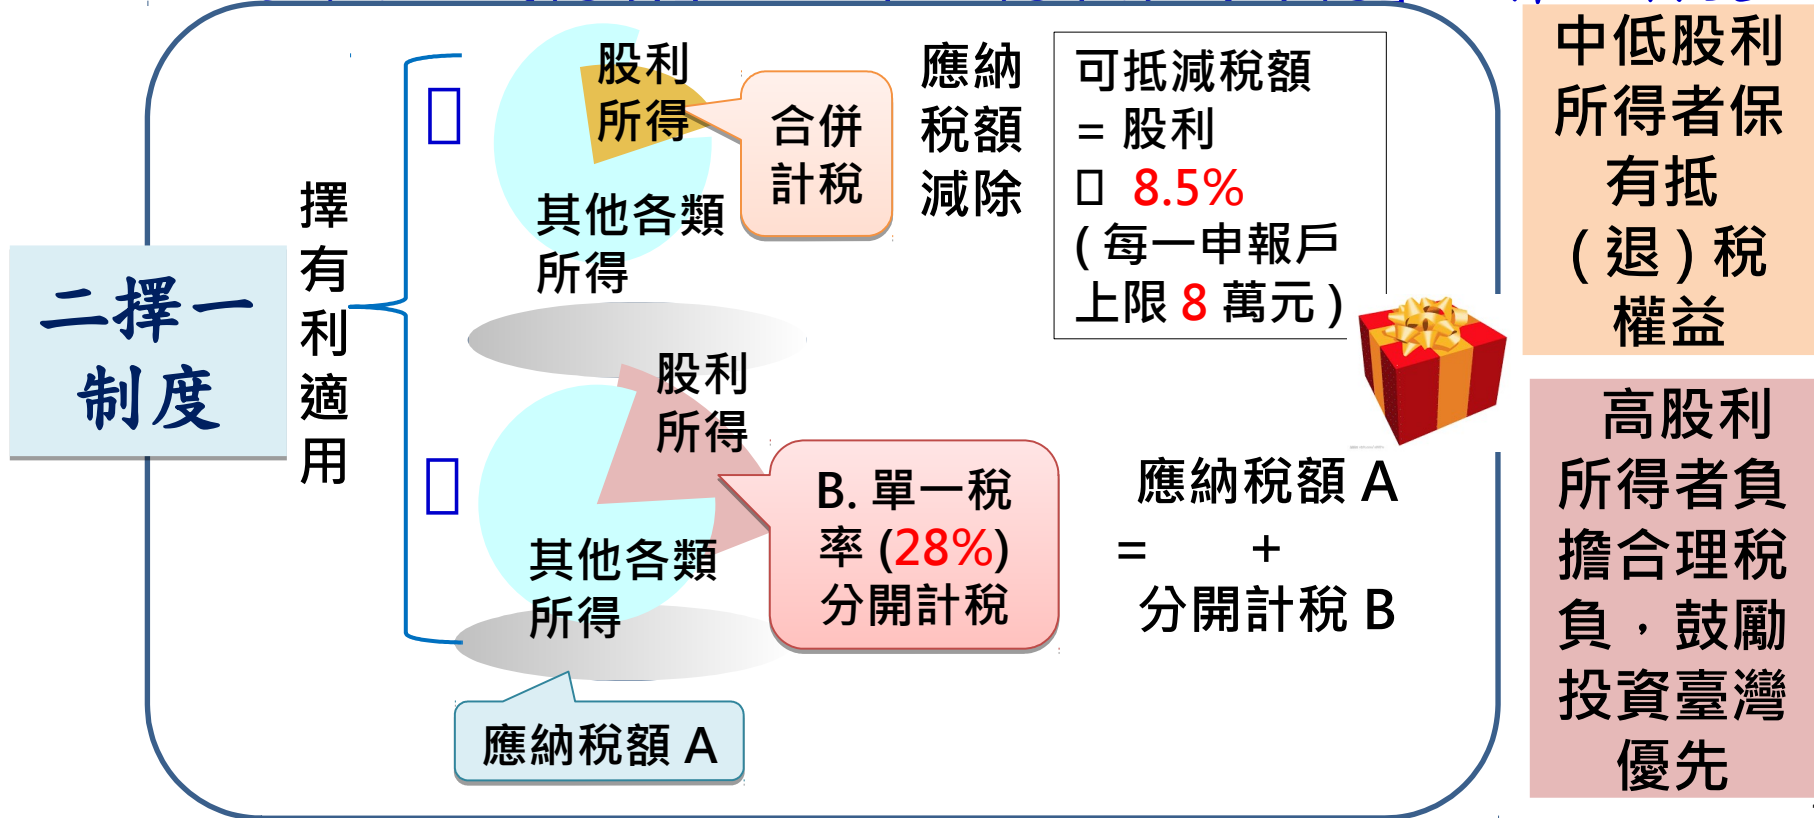 二擇一
制度
擇
有
利
適
用
股利
所得
其他各類
所得
合併
計稅
應納
稅額
減除
可抵減稅額
= 股利
8.5%
(每一申報戶
上限 8 萬元)
股利
所得
其他各類
所得
B. 單一稅
率 (28%)
分開計稅
應納稅額 A
應納稅額 A
= +
分開計稅 B
中低股利
所得者保
有抵
(退)稅
權益
高股利
所得者負
擔合理稅
負，鼓勵
投資臺灣
優先